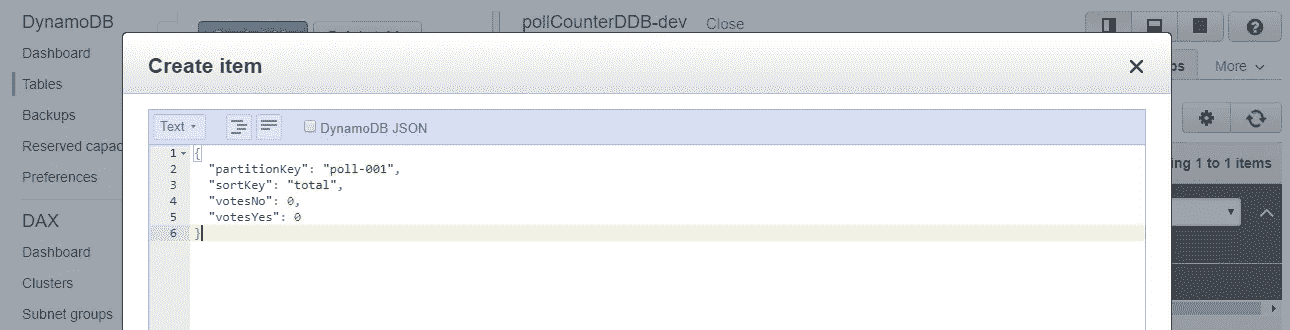 DynamoDB
Dashboard
Tables
Backups
Reserved capac
Preferences
DAX
Dashboard
Clusters
Subnet groups
pollCounterDDB-dev Close
More
Create item
Text
DynamoDB JSON
1 {
2 "partitionKey": "poll-001",
3 "sortKey": "total",
4 "votesNo": 0,
5 "votesYes": 0
6 }
ing 1 to 1 items